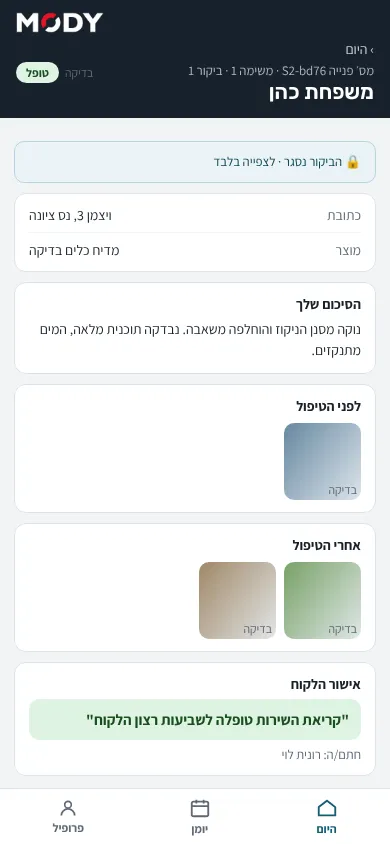 MODY
‹ היום
מס' פנייה S2-bd76 · משימה 1 · ביקור 1
בדיקה
טופל
משפחת כהן
🔒 הביקור נסגר · לצפייה בלבד
כתובת
ויצמן 3, נס ציונה
מוצר
מדיח כלים בדיקה
הסיכום שלך
נוקה מסנן הניקוז והוחלפה משאבה. נבדקה תוכנית מלאה, המים
מתנקזים.
לפני הטיפול
בדיקה
אחרי הטיפול
בדיקה
בדיקה
אישור הלקוח
"קריאת השירות טופלה לשביעות רצון הלקוח"
חתם/ה: רונית לוי
היום
יומן
פרופיל